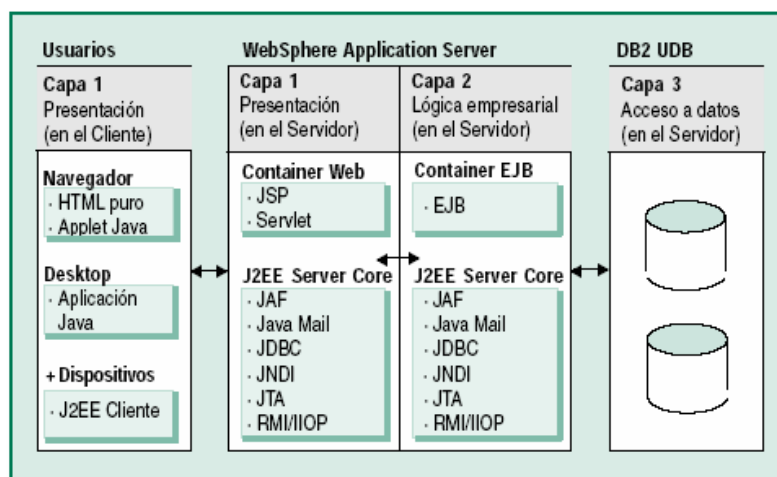 Usuarios
WebSphere Application Server
DB2 UDB
Capa 1
Presentación
(en el Cliente)
Capa 1
Presentación
(en el Servidor)
Capa 2
Lógica empresarial
(en el Servidor)
Capa 3
Acceso a datos
(en el Servidor)
Navegador
· HTML puro
· Applet Java
Desktop
· Aplicación
Java
+ Dispositivos
· J2EE Cliente
Container Web
· JSP
· Servlet
J2EE Server Core
· JAF
· Java Mail
· JDBC
· JNDI
· JTA
· RMI/IIOP
Container EJB
· EJB
J2EE Server Core
· JAF
· Java Mail
· JDBC
· JNDI
· JTA
· RMI/IIOP